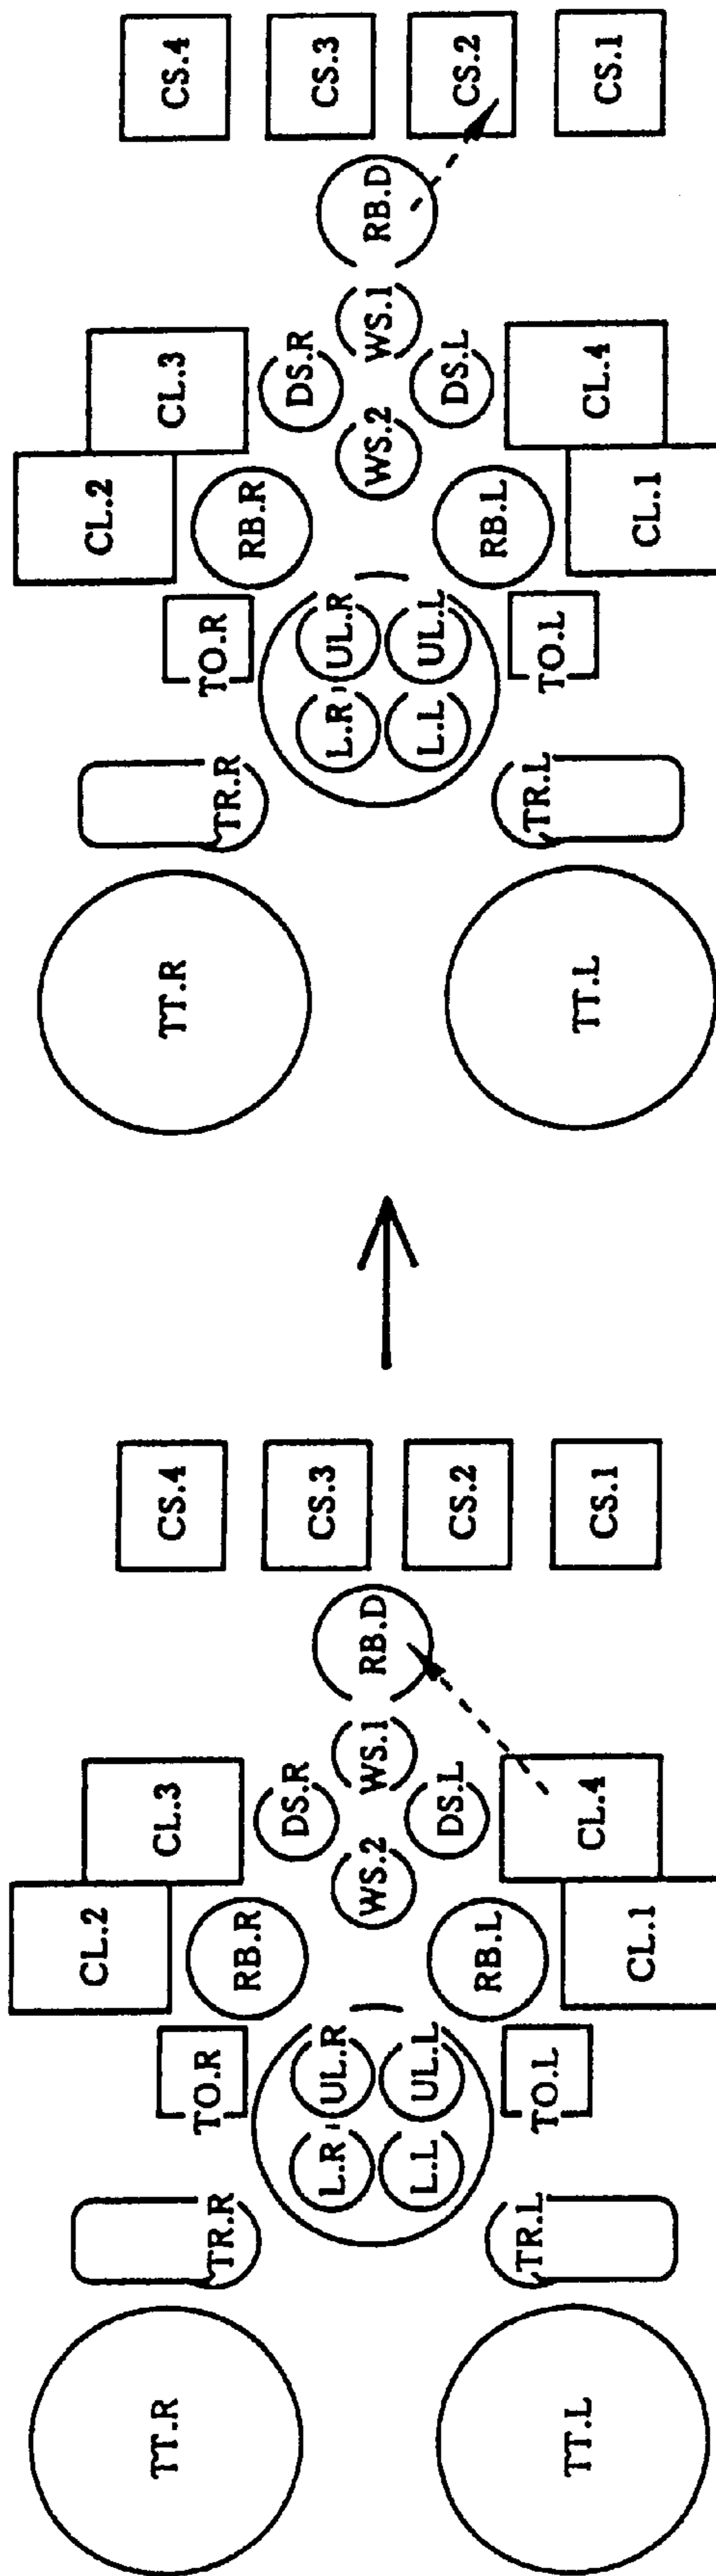 CL.2
TT.R
CL.3
CS.4
TO.R
TR.R
RB.R
DS.R
CS.3
L.R
UL.R
WS.2
WS.1
RB.D
L.L
UL.L
DS.L
CS.2
RB.L
TR.L
TO.L
TT.L
CL.4
CS.1
CL.1
CL.2
TT.R
CL.3
CS.4
TO.R
TR.R
RB.R
DS.R
CS.3
L.R
UL.R
WS.2
WS.1
RB.D
L.L
UL.L
DS.L
CS.2
RB.L
TR.L
TO.L
TT.L
CL.4
CS.1
CL.1